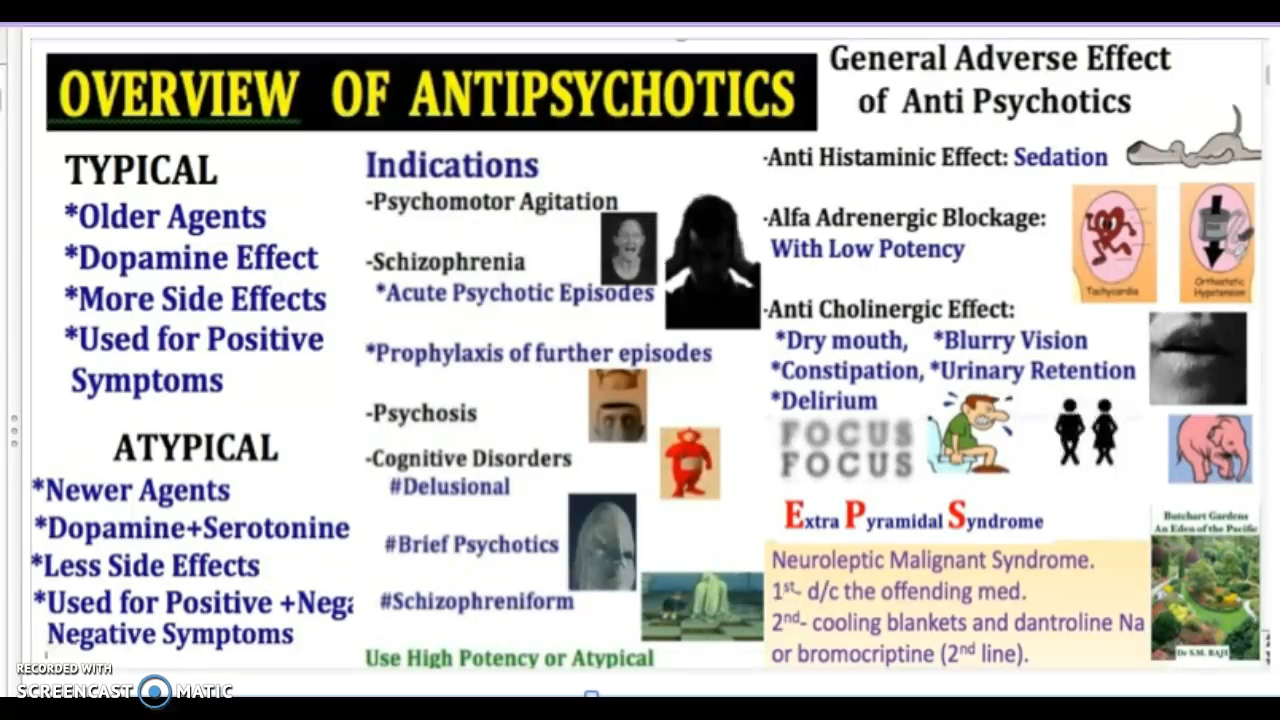 OVERVIEW OF ANTIPSYCHOTICS
TYPICAL
*Older Agents
*Dopamine Effect
*More Side Effects
*Used for Positive
Symptoms
ATYPICAL
*Newer Agents
*Dopamine+Serotonine
*Less Side Effects
*Used for Positive +Nega
Negative Symptoms
Indications
-Psychomotor Agitation
-Schizophrenia
*Acute Psychotic Episodes
*Prophylaxis of further episodes
-Psychosis
-Cognitive Disorders
#Delusional
#Brief Psychotics
#Schizophreniform
Use High Potency or Atypical
General Adverse Effect
of Anti Psychotics
·Anti Histaminic Effect: Sedation
·Alfa Adrenergic Blockage:
With Low Potency
Tachycardia
Orthostatic
Hypotension
·Anti Cholinergic Effect:
*Dry mouth, *Blurry Vision
*Constipation, *Urinary Retention
*Delirium
FOCUS
FOCUS
Extra Pyramidal Syndrome
Neuroleptic Malignant Syndrome.
1st- d/c the offending med.
2nd- cooling blankets and dantroline Na
or bromocriptine (2nd line).
Butchart Gardens
An Eden of the Pacific
Dr S.M. RAJI
RECORDED WITH
SCREENCAST MATIC